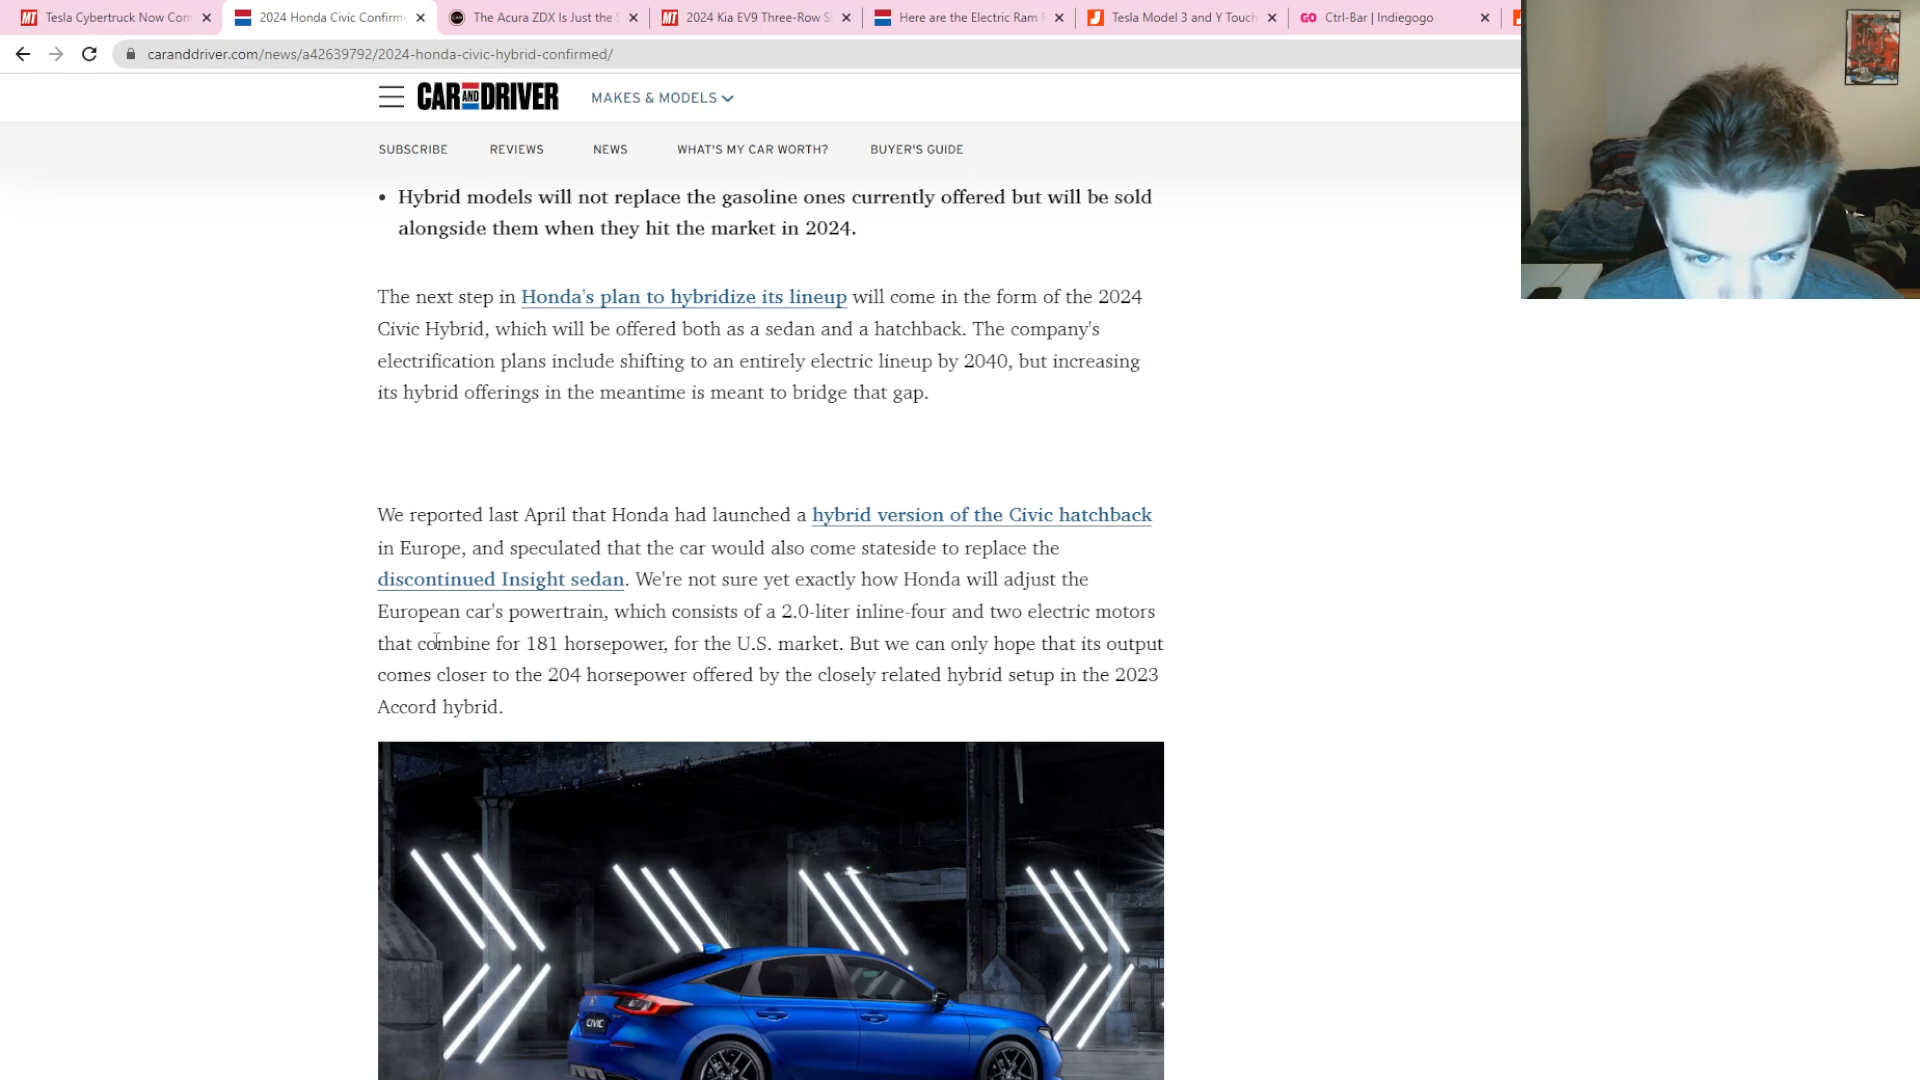 MT Tesla Cybertruck Now Com
2024 Honda Civic Confirm
The Acura ZDX Is Just the S
MT 2024 Kia EV9 Three-Row S
Here are the Electric Ram
Tesla Model 3 and Y Touch
GO Ctrl-Bar | Indiegogo
caranddriver.com/news/a42639792/2024-honda-civic-hybrid-confirmed/
CAR AND DRIVER
MAKES & MODELS
SUBSCRIBE
REVIEWS
NEWS
WHAT'S MY CAR WORTH?
BUYER'S GUIDE
• Hybrid models will not replace the gasoline ones currently offered but will be sold
alongside them when they hit the market in 2024.
The next step in Honda's plan to hybridize its lineup will come in the form of the 2024
Civic Hybrid, which will be offered both as a sedan and a hatchback. The company's
electrification plans include shifting to an entirely electric lineup by 2040, but increasing
its hybrid offerings in the meantime is meant to bridge that gap.
We reported last April that Honda had launched a hybrid version of the Civic hatchback
in Europe, and speculated that the car would also come stateside to replace the
discontinued Insight sedan. We're not sure yet exactly how Honda will adjust the
European car's powertrain, which consists of a 2.0-liter inline-four and two electric motors
that combine for 181 horsepower, for the U.S. market. But we can only hope that its output
comes closer to the 204 horsepower offered by the closely related hybrid setup in the 2023
Accord hybrid.
CIVIC